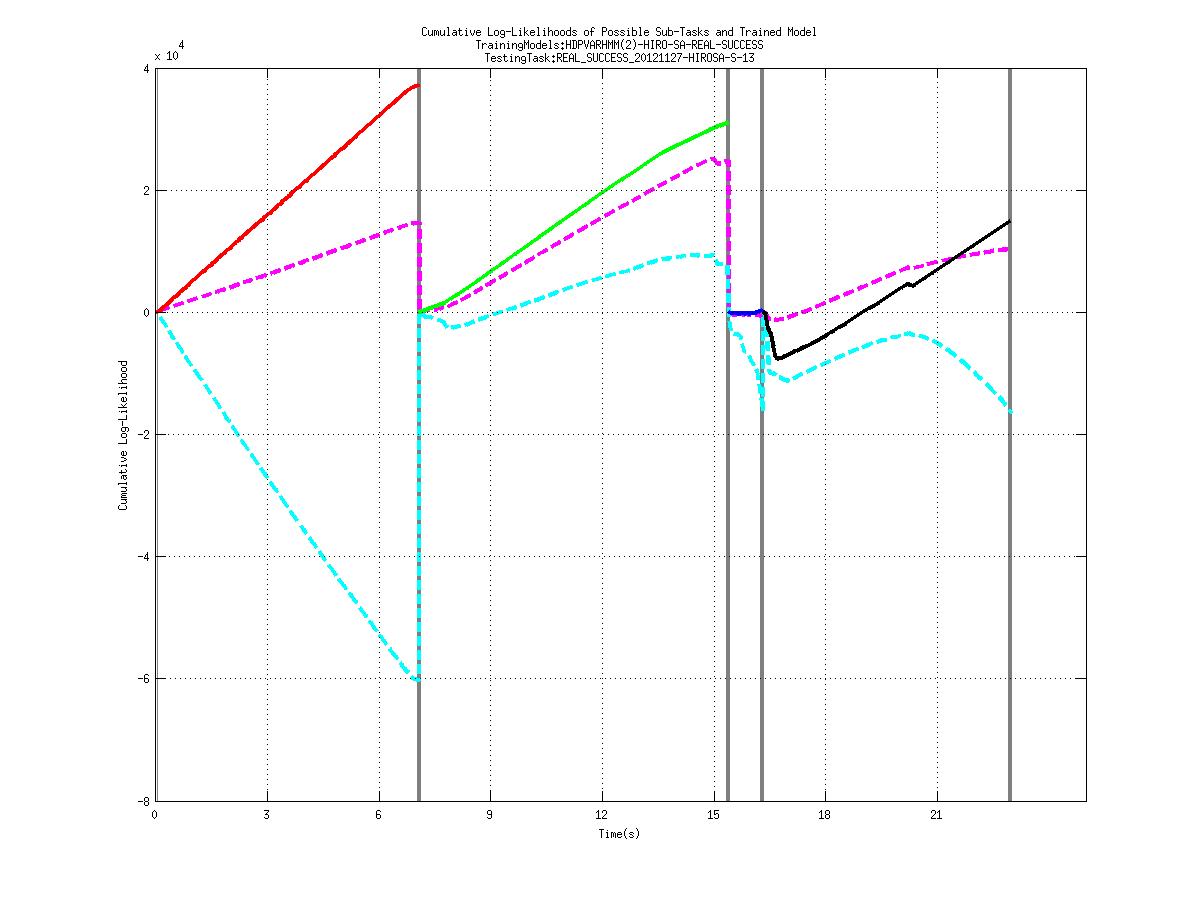 Cumulative Log-Likelihoods of Possible Sub-Tasks and Trained Model
TrainingModels:HDPVARHMM(2)-HIRO-SA-REAL-SUCCESS
TestingTask:REAL_SUCCESS_20121127-HIROSA-S-13
x 10^4
4
2
0
-2
-4
-6
-8
Cumulative Log-Likelihood
0 3 6 9 12 15 18 21
Time(s)